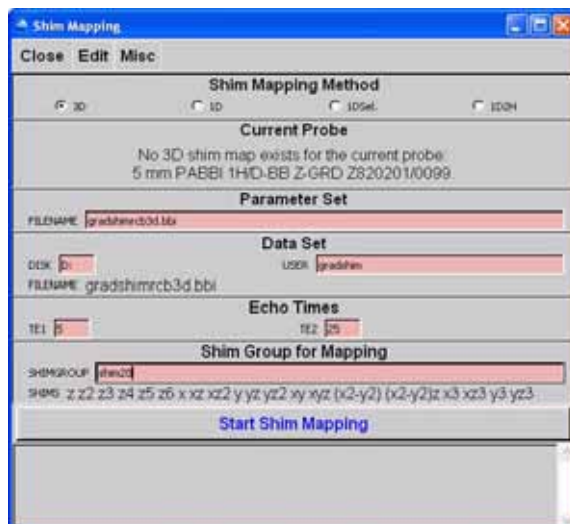 Shim Mapping
Close Edit Misc
Shim Mapping Method
3D 1D 1DSel. 1D2H
Current Probe
No 3D shim map exists for the current probe:
5 mm PABBI 1H/D-BB Z-GRD Z820201/0099
Parameter Set
FILENAME gradshimrcb3d.bbi
Data Set
DISK D: USER gradshim
FILENAME gradshimrcb3d.bbi
Echo Times
TE1 5 TE2 25
Shim Group for Mapping
SHIMGROUP shim20
SHIMS z z2 z3 z4 z5 z6 x xz xz2 y yz yz2 xy xyz (x2-y2) (x2-y2)z x3 xz3 y3 yz3
Start Shim Mapping